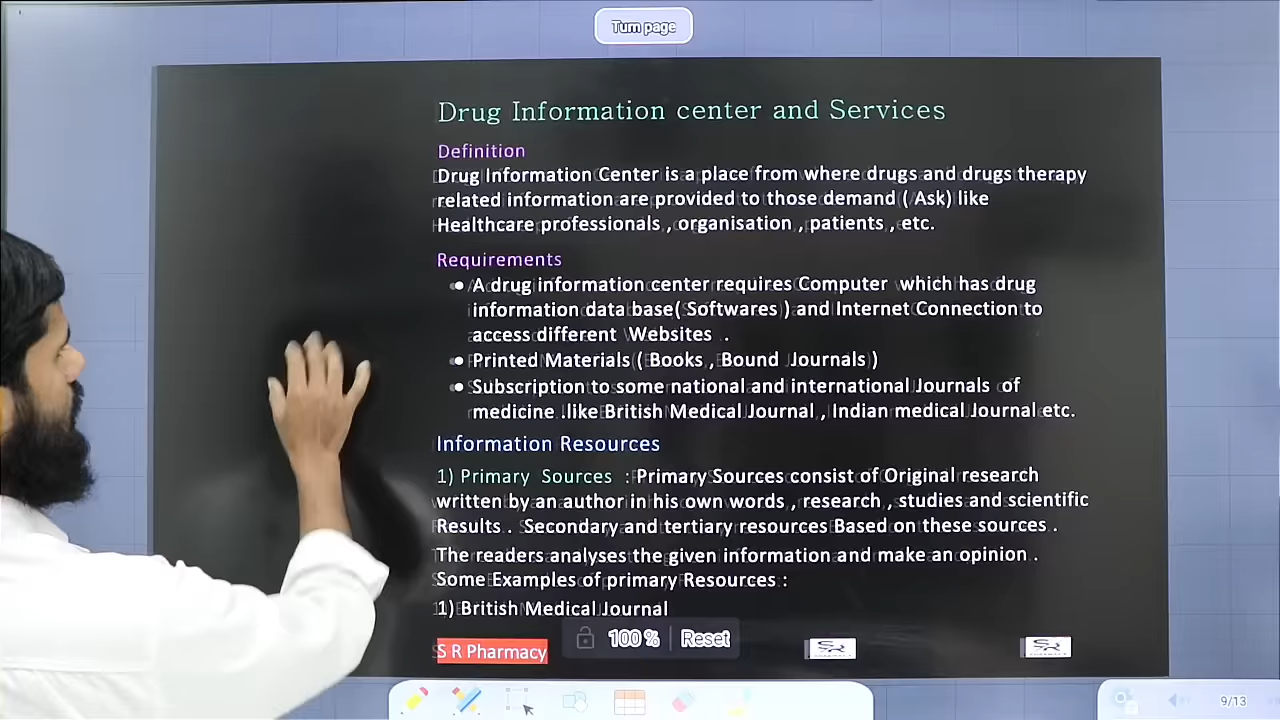 Turn page
Drug Information center and Services
Definition
Drug Information Center is a place from where drugs and drugs therapy
related information are provided to those demand ( Ask) like
Healthcare professionals , organisation , patients , etc.
Requirements
• A drug information center requires Computer which has drug
information data base( Softwares ) and Internet Connection to
access different Websites .
• Printed Materials ( Books , Bound Journals )
• Subscription to some national and international Journals of
medicine .like British Medical Journal , Indian medical Journal etc.
Information Resources
1) Primary Sources : Primary Sources consist of Original research
written by an author in his own words , research , studies and scientific
Results . Secondary and tertiary resources Based on these sources .
The readers analyses the given information and make an opinion .
Some Examples of primary Resources :
1) British Medical Journal
S R Pharmacy
100 % Reset
SR
SR
9/13